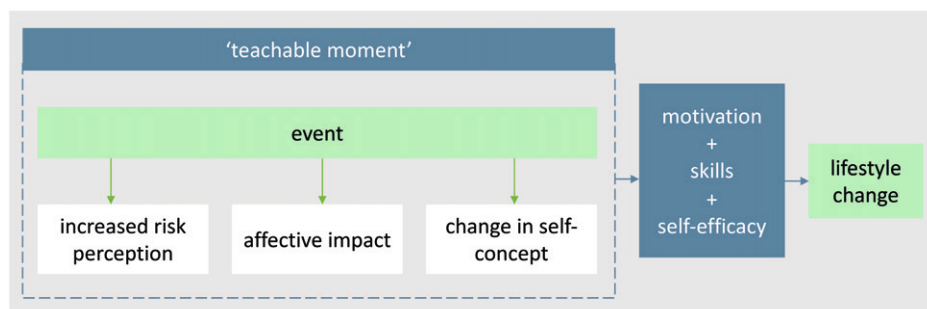 'teachable moment'
event
increased risk
perception
affective impact
change in self-
concept
motivation
+
skills
+
self-efficacy
lifestyle
change